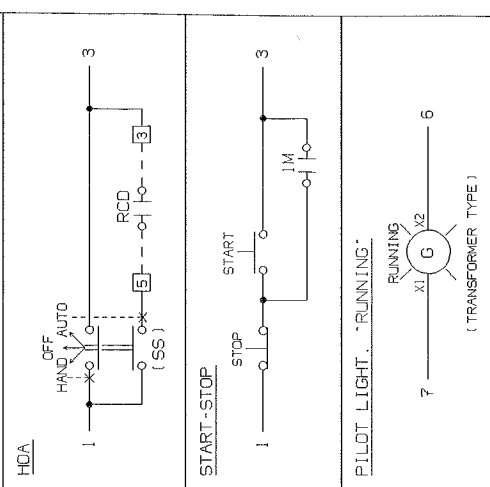 HOA
HAND OFF AUTO
1
(SS)
5
RCD
3
3
START-STOP
1
STOP
START
1M
3
PILOT LIGHT, "RUNNING"
7
X1
G
X2
RUNNING
6
(TRANSFORMER TYPE)